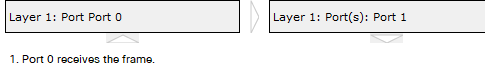 Layer 1: Port Port 0
Layer 1: Port(s): Port 1
1. Port 0 receives the frame.